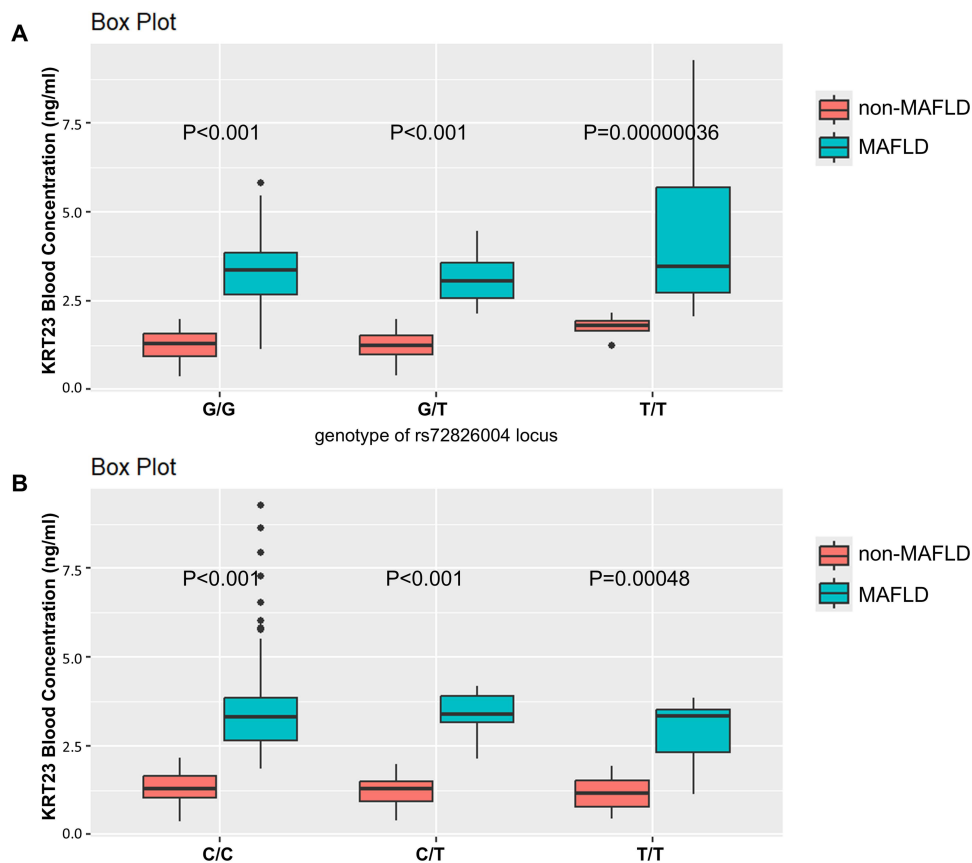 Box Plot
A
KRT23 Blood Concentration (ng/ml)
7.5
5.0
2.5
0.0
P<0.001
P<0.001
P=0.00000036
non-MAFLD
MAFLD
G/G
G/T
T/T
genotype of rs72826004 locus
Box Plot
B
KRT23 Blood Concentration (ng/ml)
7.5
5.0
2.5
0.0
P<0.001
P<0.001
P=0.00048
non-MAFLD
MAFLD
C/C
C/T
T/T